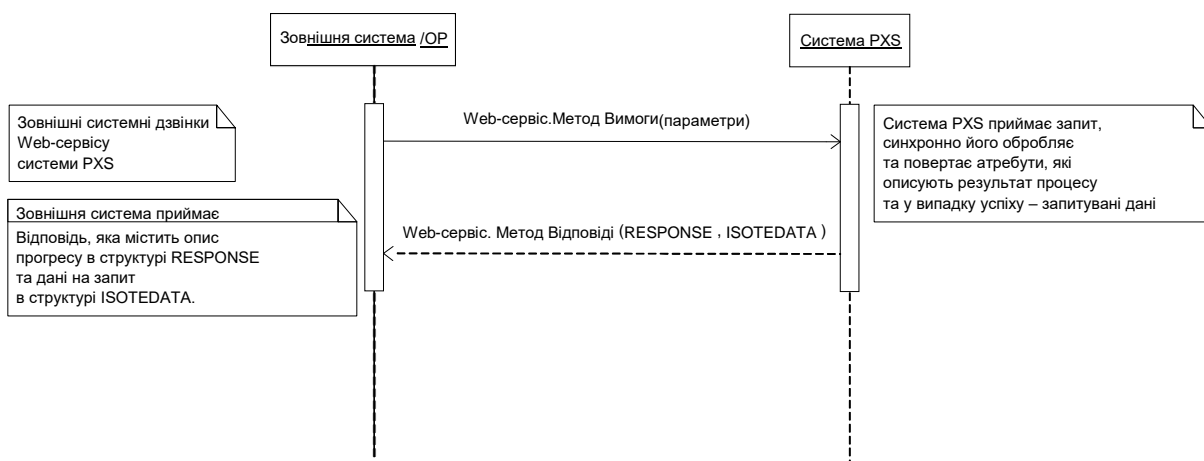 Зовнішня система /OP
Система PXS
Зовнішні системні дзвінки
Web-сервісу
системи PXS
Web-сервіс.Метод Вимоги(параметри)
Система PXS приймає запит,
синхронно його обробляє
та повертає атрибути, які
описують результат процесу
та у випадку успіху – запитувані дані
Зовнішня система приймає
Відповідь, яка містить опис
прогресу в структурі RESPONSE
та дані на запит
в структурі ISOTEDATA.
Web-сервіс. Метод Відповіді (RESPONSE , ISOTEDATA )